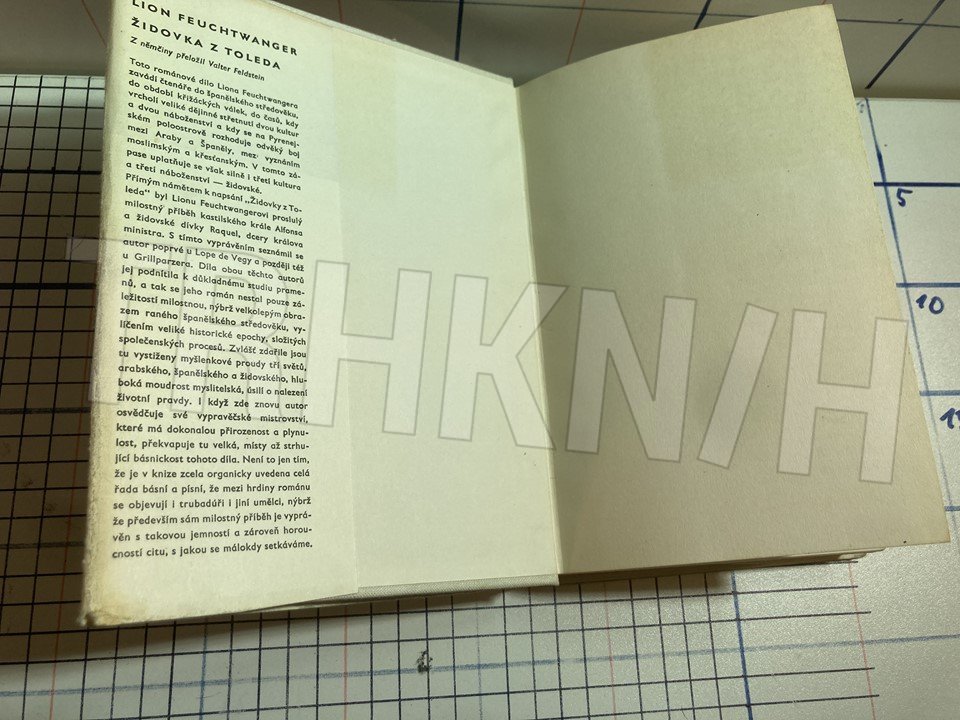 LION FEUCHTWANGER
ŽIDOVKA Z TOLEDA
Z němčiny přeložil Valter Feldstein
Toto románové dílo Liona Feuchtwangera
zavádí čtenáře do španělského středověku,
do období křižáckých válek, do časů, kdy
vrcholí veliké dějinné střetnutí dvou kultur
a dvou náboženství a kdy se na Pyrenej-
ském poloostrově rozhoduje odvěký boj
mezi Araby a Španěly, mezi vyznáním
moslimským a křesťanským. V tomto zá-
pase uplatňuje se však silně i třetí kultura
a třetí náboženství — židovské.
Přímým námětem k napsání „Židovky z To-
leda“ byl Lionu Feuchtwangerovi proslulý
milostný příběh kastilského krále Alfonsa
a židovské dívky Raquel, dcery králova
ministra. S tímto vyprávěním seznámil se
autor poprvé u Lope de Vegy a později též
u Grillparzera. Díla obou těchto autorů
jej podnítila k důkladnému studiu prame-
nů, a tak se jeho román nestal pouze zá-
ležitostí milostnou, nýbrž velkolepým obra-
zem raného španělského středověku, vy-
líčením veliké historické epochy, složitých
společenských procesů. Zvlášť zdařile jsou
tu vystiženy myšlenkové proudy tří světů,
arabského, španělského a židovského, hlu-
boká moudrost myslitelská, úsilí o nalezení
životní pravdy. I když zde znovu autor
osvědčuje své vypravěčské mistrovství,
které má dokonalou přirozenost a plynu-
lost, překvapuje tu velká, místy až strhu-
jící básnickost tohoto díla. Není to jen tím,
že je v knize zcela organicky uvedena celá
řada básní a písní, že mezi hrdiny románu
se objevují i trubadúři i jiní umělci, nýbrž
že především sám milostný příběh je vyprá-
věn s takovou jemností a zároveň horou-
cností citu, s jakou se málokdy setkáváme.
5
10